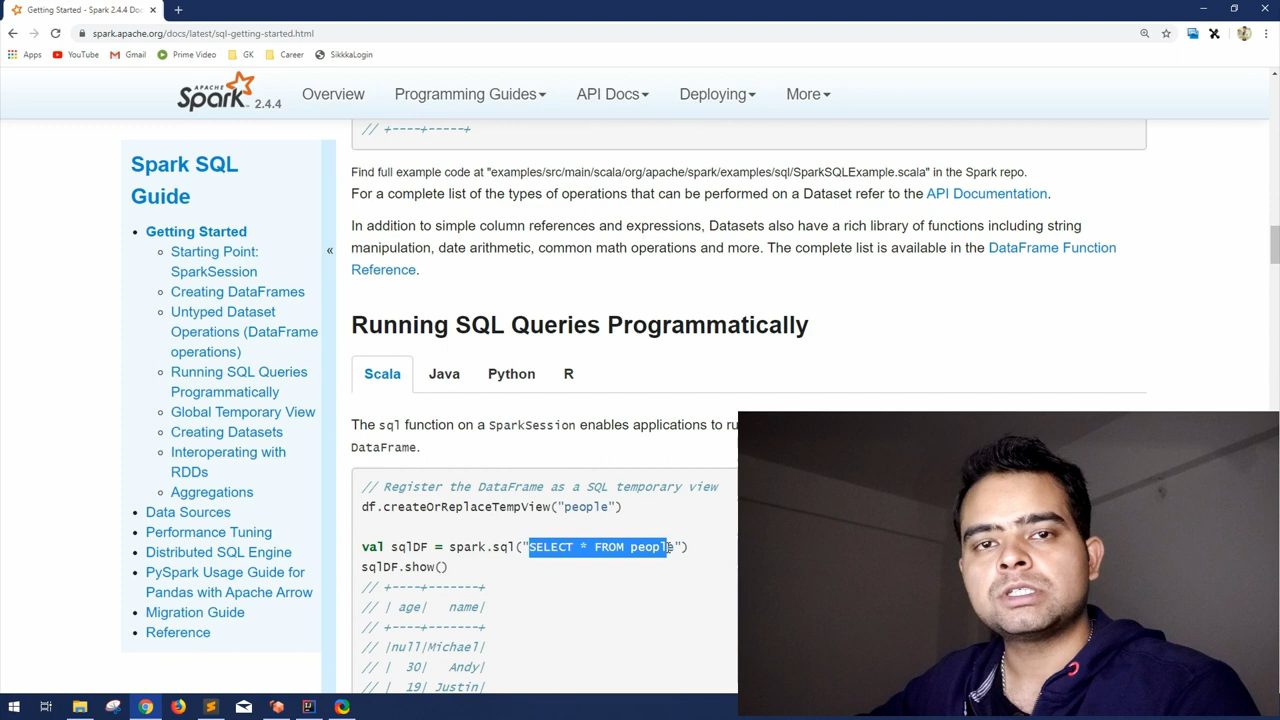 Getting Started - Spark 2.4.4 Doc
spark.apache.org/docs/latest/sql-getting-started.html
Apps YouTube Gmail Prime Video GK Career SikkkaLogin
APACHE Spark 2.4.4 Overview Programming Guides API Docs Deploying More
Spark SQL
Guide
Getting Started
Starting Point:
SparkSession
Creating DataFrames
Untyped Dataset
Operations (DataFrame
operations)
Running SQL Queries
Programmatically
Global Temporary View
Creating Datasets
Interoperating with
RDDs
Aggregations
Data Sources
Performance Tuning
Distributed SQL Engine
PySpark Usage Guide for
Pandas with Apache Arrow
Migration Guide
Reference
«
// +----+-----+
Find full example code at "examples/src/main/scala/org/apache/spark/examples/sql/SparkSQLExample.scala" in the Spark repo.
For a complete list of the types of operations that can be performed on a Dataset refer to the API Documentation.
In addition to simple column references and expressions, Datasets also have a rich library of functions including string
manipulation, date arithmetic, common math operations and more. The complete list is available in the DataFrame Function
Reference.
Running SQL Queries Programmatically
Scala Java Python R
The sql function on a SparkSession enables applications to ru
DataFrame.
// Register the DataFrame as a SQL temporary view
df.createOrReplaceTempView("people")
val sqlDF = spark.sql("SELECT * FROM people")
sqlDF.show()
// +----+-------+
// | age|   name|
// +----+-------+
// |null|Michael|
// |  30|   Andy|
// |  19| Justin|